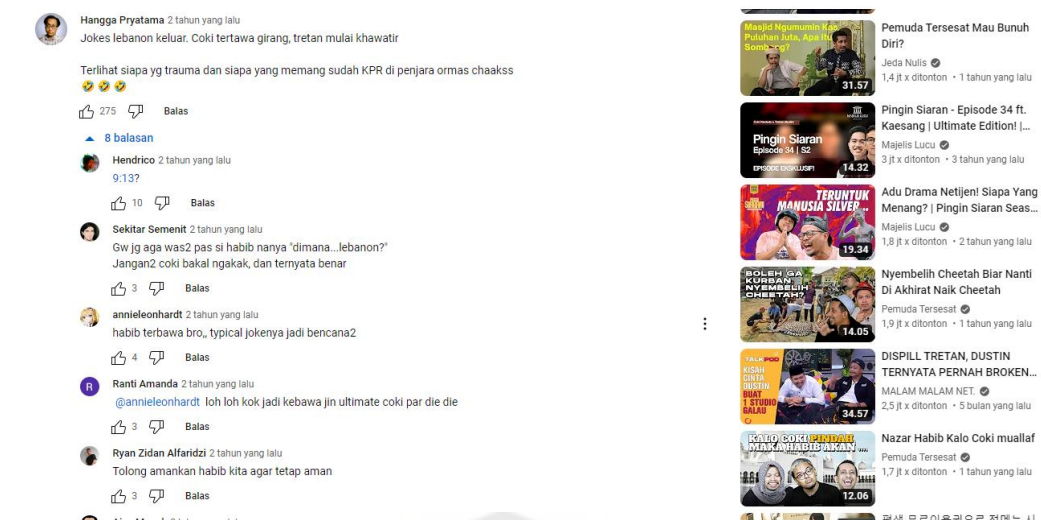 Hangga Pryatama 2 tahun yang lalu
Jokes lebanon keluar. Coki tertawa girang, tretan mulai khawatir
Terlihat siapa yg trauma dan siapa yang memang sudah KPR di penjara ormas chaakss
🤣 🤣 🤣
275 Balas
8 balasan
Hendrico 2 tahun yang lalu
9:13?
10 Balas
Sekitar Semenit 2 tahun yang lalu
Gw jg aga was2 pas si habib nanya "dimana...lebanon?"
Jangan2 coki bakal ngakak, dan ternyata benar
3 Balas
annieleonhardt 2 tahun yang lalu
habib terbawa bro,, typical jokenya jadi bencana2
4 Balas
R
Ranti Amanda 2 tahun yang lalu
@annieleonhardt loh loh kok jadi kebawa jin ultimate coki par die die
3 Balas
Ryan Zidan Alfaridzi 2 tahun yang lalu
Tolong amankan habib kita agar tetap aman
3 Balas
Masjid Ngumumin Kas
Puluhan Juta, Apa Itu
Sombong?
31.57
Pemuda Tersesat Mau Bunuh
Diri?
Jeda Nulis
1,4 jt x ditonton • 1 tahun yang lalu
Pingin Siaran
Episode 34 | S2
EPISODE EKSKLUSIF!
14.32
Pingin Siaran - Episode 34 ft.
Kaesang | Ultimate Edition! |...
Majelis Lucu
3 jt x ditonton • 3 tahun yang lalu
TERUNTUK
MANUSIA SILVER ..
19.34
Adu Drama Netijen! Siapa Yang
Menang? | Pingin Siaran Seas...
Majelis Lucu
1,8 jt x ditonton • 2 tahun yang lalu
BOLEH GA
KURBAN
NYEMBELIH
CHEETAH?
14.05
Nyembelih Cheetah Biar Nanti
Di Akhirat Naik Cheetah
Pemuda Tersesat
1,9 jt x ditonton • 1 tahun yang lalu
TALKPOD
KISAH
CINTA
DUSTIN
BUAT
1 STUDIO
GALAU
34.57
DISPILL TRETAN, DUSTIN
TERNYATA PERNAH BROKEN...
MALAM MALAM NET.
2,5 jt x ditonton • 5 bulan yang lalu
KALO COKI PINDAH
MAKA HABIB AKAN ....
12.06
Nazar Habib Kalo Coki muallaf
Pemuda Tersesat
1,7 jt x ditonton • 1 tahun yang lalu